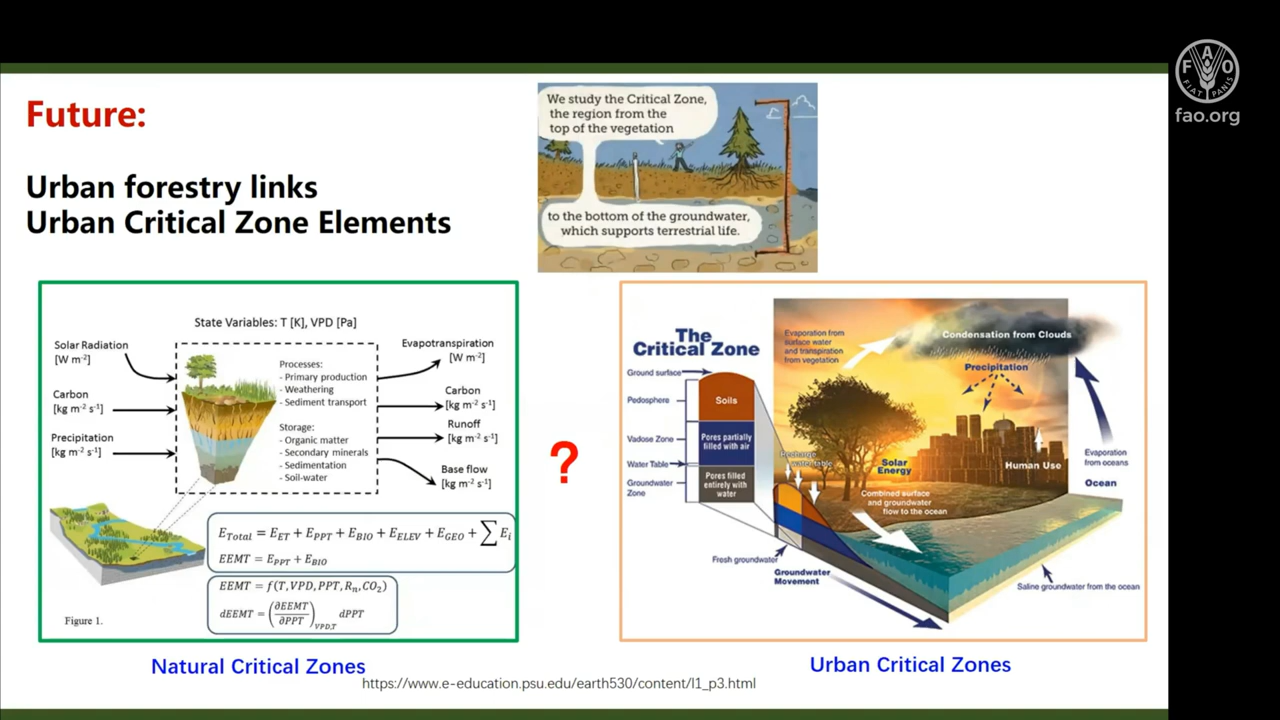 Future:
Urban forestry links
Urban Critical Zone Elements
We study the Critical Zone,
the region from the
top of the vegetation
to the bottom of the groundwater,
which supports terrestrial life.
FAO
FIAT PANIS
fao.org
State Variables: T [K], VPD [Pa]
Solar Radiation
[W m⁻²]
Carbon
[kg m⁻² s⁻¹]
Precipitation
[kg m⁻² s⁻¹]
Processes:
- Primary production
- Weathering
- Sediment transport
Storage:
- Organic matter
- Secondary minerals
- Sedimentation
- Soil-water
Evapotranspiration
[W m⁻²]
Carbon
[kg m⁻² s⁻¹]
Runoff
[kg m⁻² s⁻¹]
Base flow
[kg m⁻² s⁻¹]
E_Total = E_ET + E_PPT + E_BIO + E_ELEV + E_GEO + ∑ E_i
EEMT = E_PPT + E_BIO
EEMT = f(T, VPD, PPT, R_n, CO₂)
dEEMT = (∂EEMT/∂PPT)_VPD,T dPPT
Figure 1.
Natural Critical Zones
?
The
Critical Zone
Ground surface
Pedosphere
Vadose Zone
Water Table
Groundwater
Zone
Soils
Pores partially
filled with air
Pores filled
entirely with
water
Evaporation from
surface water
and transpiration
from vegetation
Condensation from Clouds
Precipitation
Recharge
water table
Solar
Energy
Human Use
Evaporation
from oceans
Ocean
Combined surface
and groundwater
flow to the ocean
Fresh groundwater
Groundwater
Movement
Saline groundwater from the ocean
Urban Critical Zones
https://www.e-education.psu.edu/earth530/content/l1_p3.html